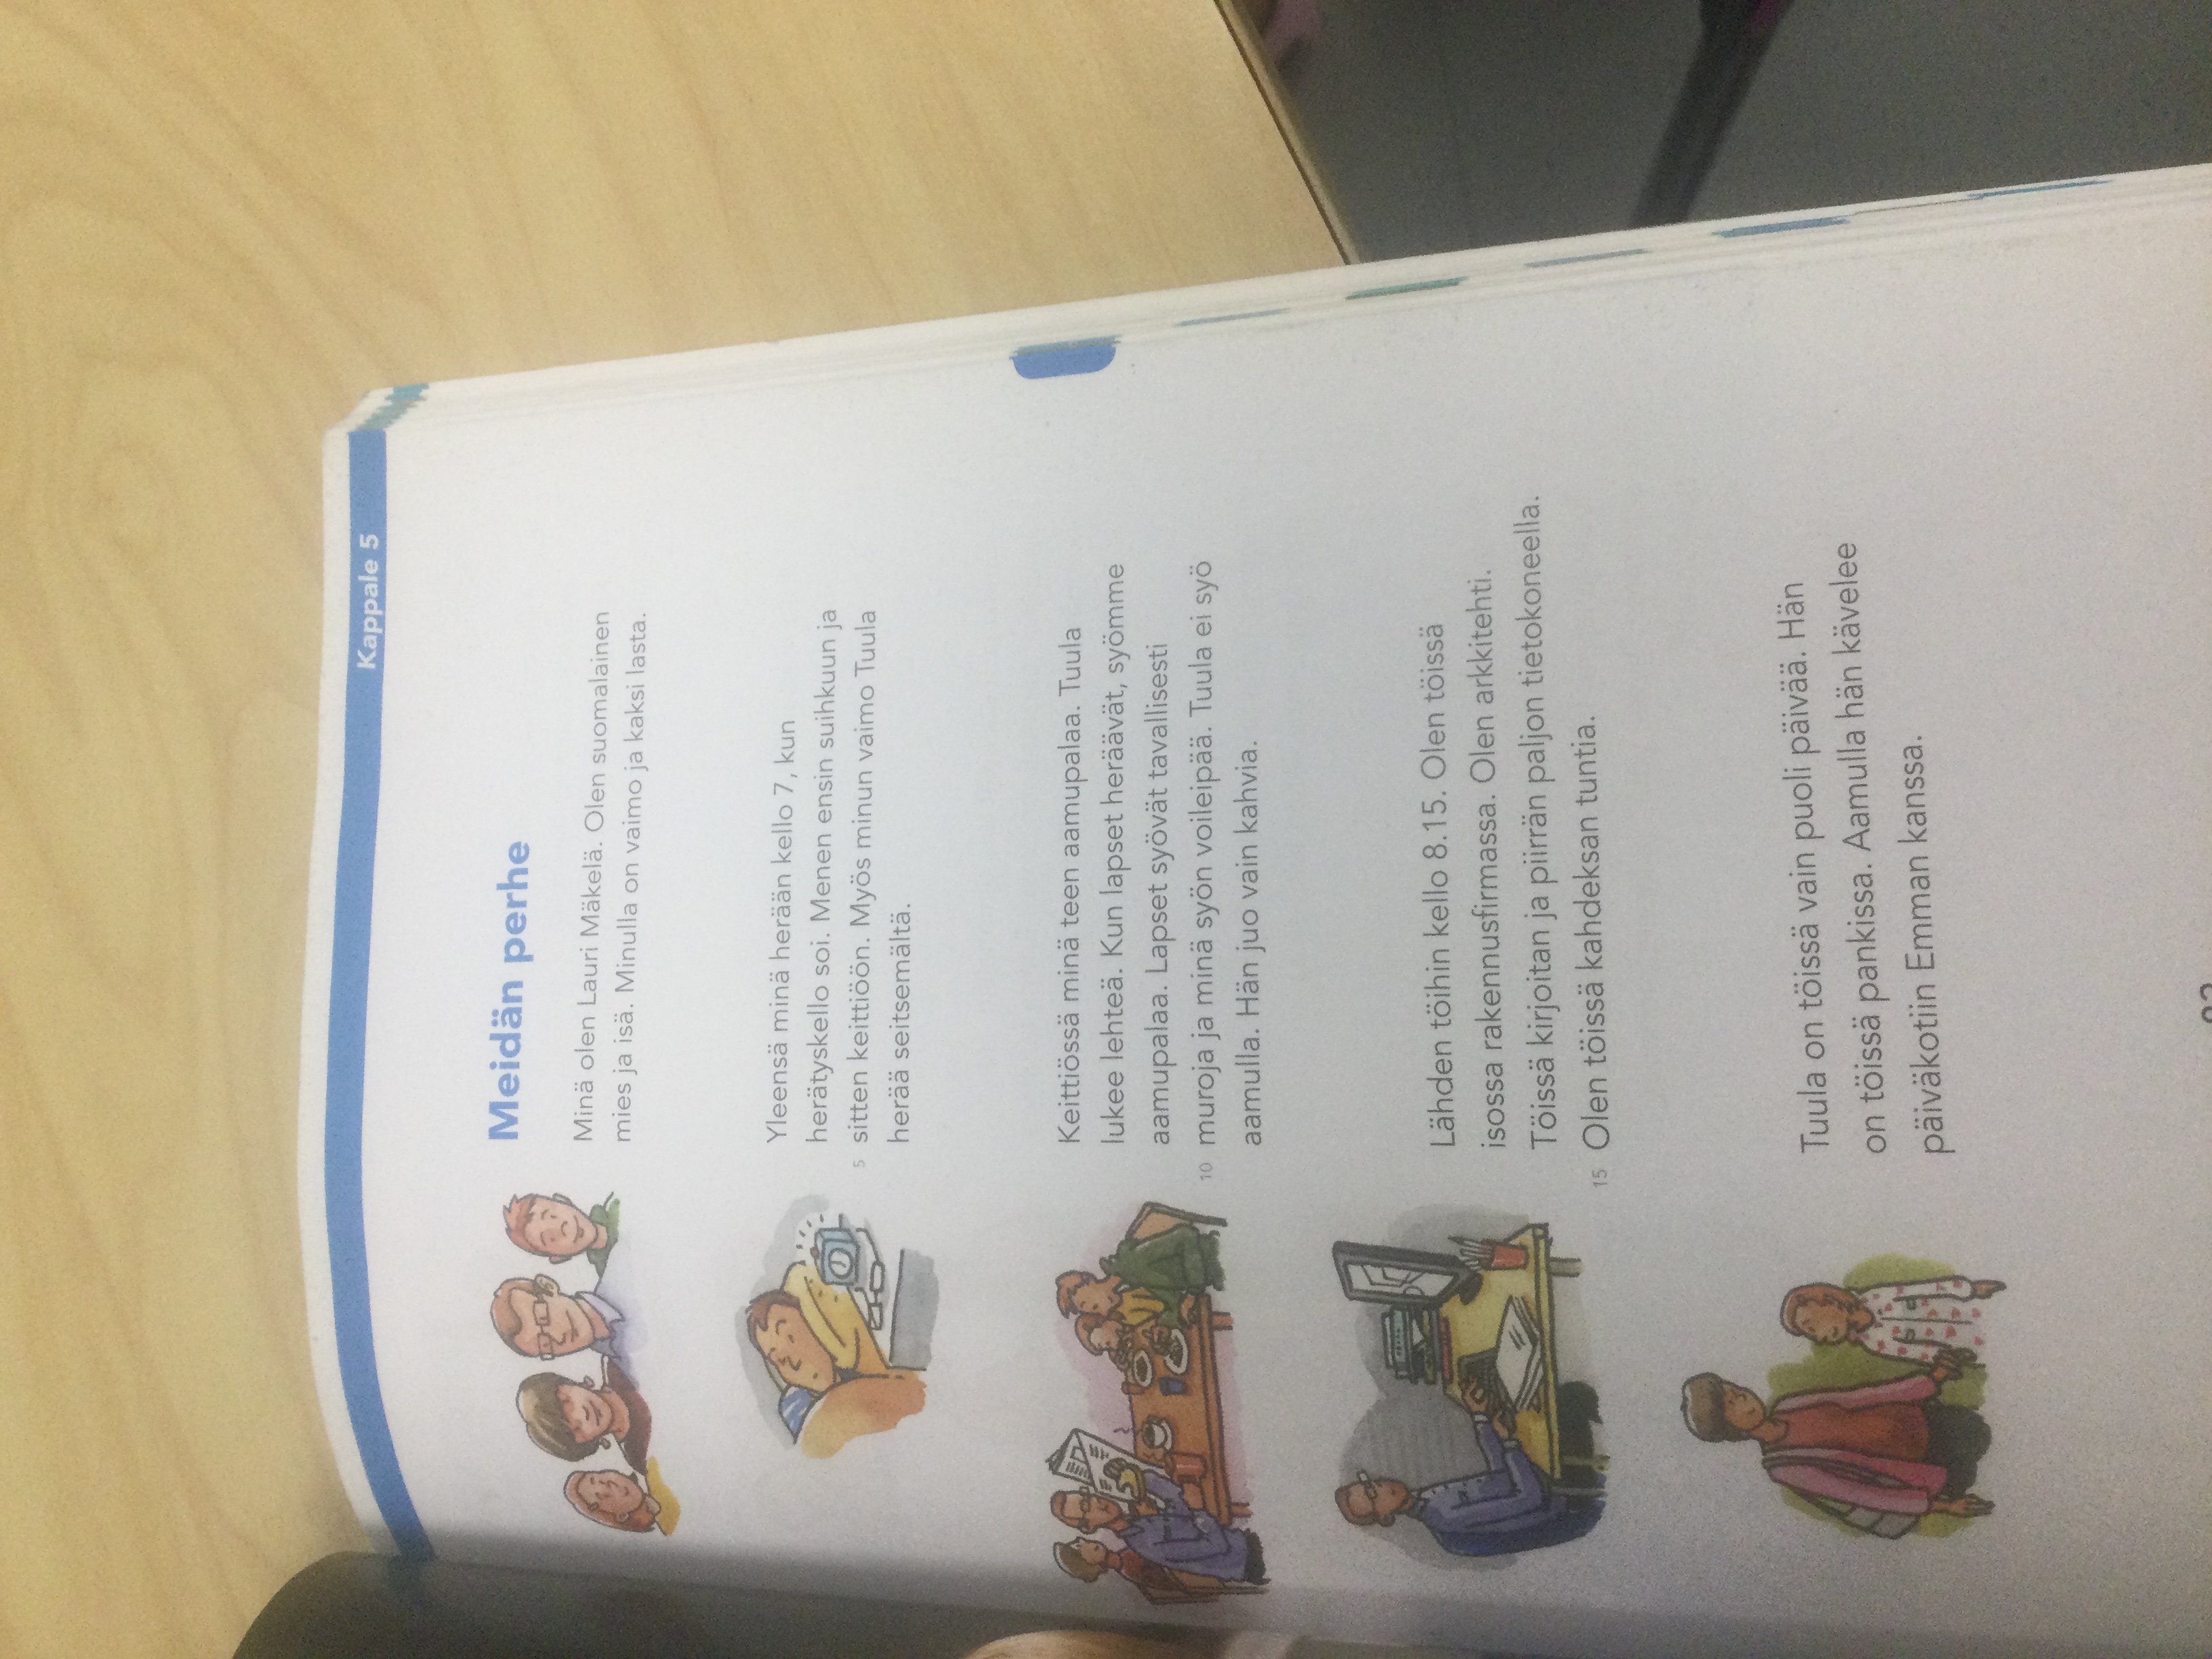 Kappale 5
Meidän perhe
Minä olen Lauri Mäkelä. Olen suomalainen
mies ja isä. Minulla on vaimo ja kaksi lasta.
Yleensä minä herään kello 7, kun
herätyskello soi. Menen ensin suihkuun ja
5 sitten keittiöön. Myös minun vaimo Tuula
herää seitsemältä.
Keittiössä minä teen aamupalaa. Tuula
lukee lehteä. Kun lapset heräävät, syömme
aamupalaa. Lapset syövät tavallisesti
10 muroja ja minä syön voileipää. Tuula ei syö
aamulla. Hän juo vain kahvia.
Lähden töihin kello 8.15. Olen töissä
isossa rakennusfirmassa. Olen arkkitehti.
Töissä kirjoitan ja piirrän paljon tietokoneella.
15 Olen töissä kahdeksan tuntia.
Tuula on töissä vain puoli päivää. Hän
on töissä pankissa. Aamulla hän kävelee
päiväkotiin Emman kanssa.